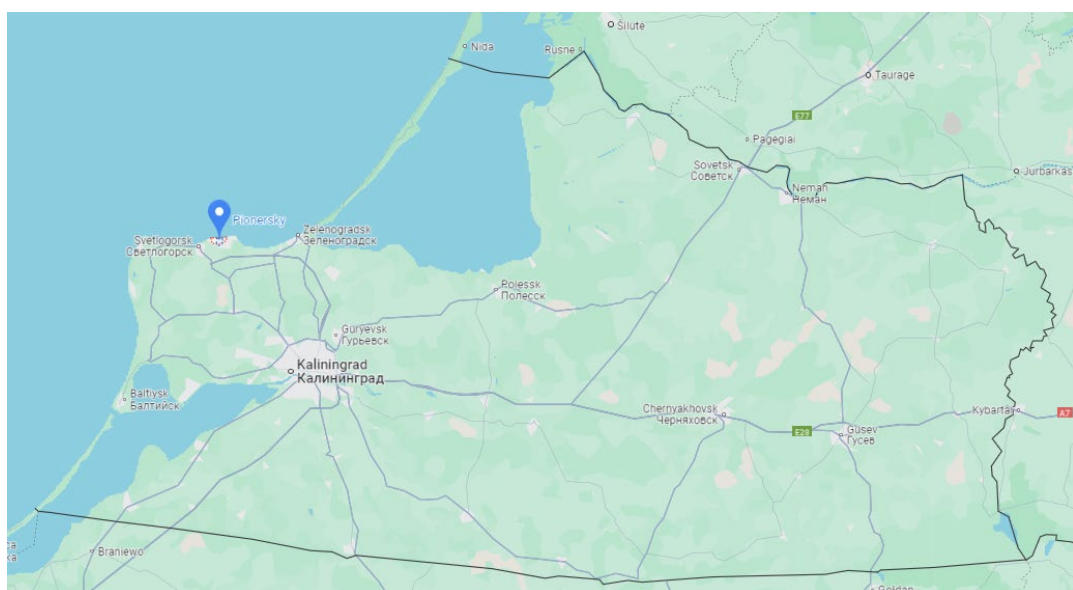 Šilutė
Nida
Rusne
Taurage
E77
Pagegiai
Sovetsk
Советск
Jurbarkas
Neman
Неман
Pionersky
Zelenogradsk
Зеленоградск
Svetlogorsk
Светлогорск
Polessk
Полесск
Guryevsk
Гурьевск
Kaliningrad
Калининград
Baltiysk
Балтийск
Chernyakhovsk
Черняховск
Kybartai
A7
E28
Gusev
Гусев
Braniewo